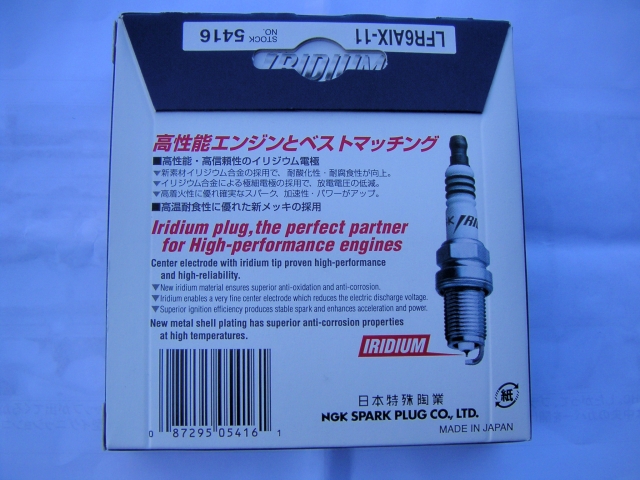 LFR6AIX-11
STOCK NO. 5416
IRIDIUM
高性能エンジンとベストマッチング
■高性能・高信頼性のイリジウム電極
▼新素材イリジウム合金の採用で、耐酸化性・耐腐食性が向上。
▼イリジウム合金による極細電極の採用で、放電電圧の低減。
▼高着火性に優れ確実なスパーク、加速性・パワーがアップ。
■高温耐食性に優れた新メッキの採用
Iridium plug,the perfect partner
for High-performance engines
Center electrode with iridium tip proven high-performance
and high-reliability.
▼New iridium material ensures superior anti-oxidation and anti-corrosion.
▼Iridium enables a very fine center electrode which reduces the electric discharge voltage.
▼Superior ignition efficiency produces stable spark and enhances acceleration and power.
New metal shell plating has superior anti-corrosion properties
at high temperatures.
GK IRI
IRIDIUM
日本特殊陶業
NGK SPARK PLUG CO., LTD.
紙
MADE IN JAPAN
0 87295 05416 1